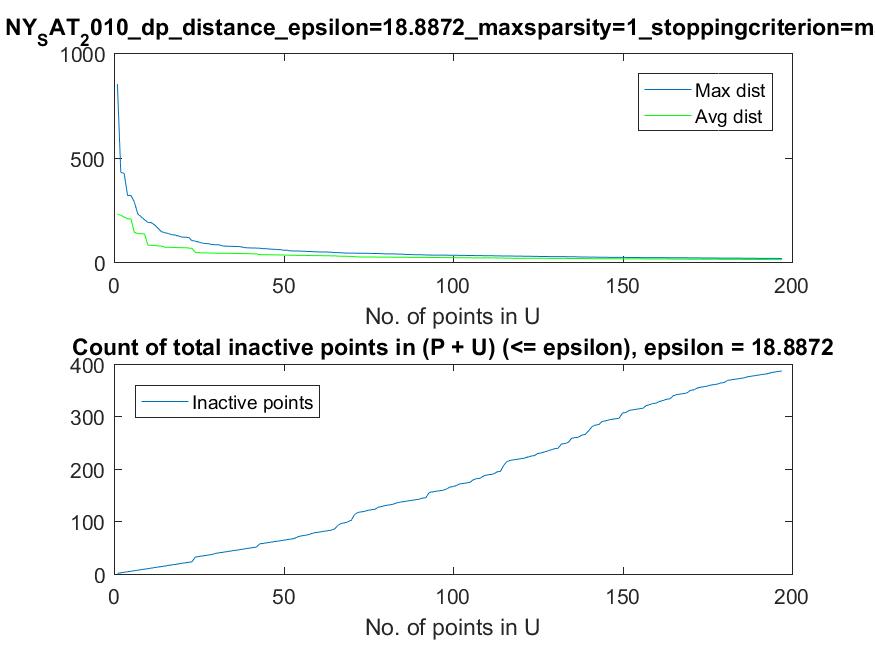 NY_SAT_2010_dp_distance_epsilon=18.8872_maxsparsity=1_stoppingcriterion=m
1000
500
0
Max dist
Avg dist
0 50 100 150 200
No. of points in U
Count of total inactive points in (P + U) (<= epsilon), epsilon = 18.8872
400
300
200
100
0
Inactive points
0 50 100 150 200
No. of points in U